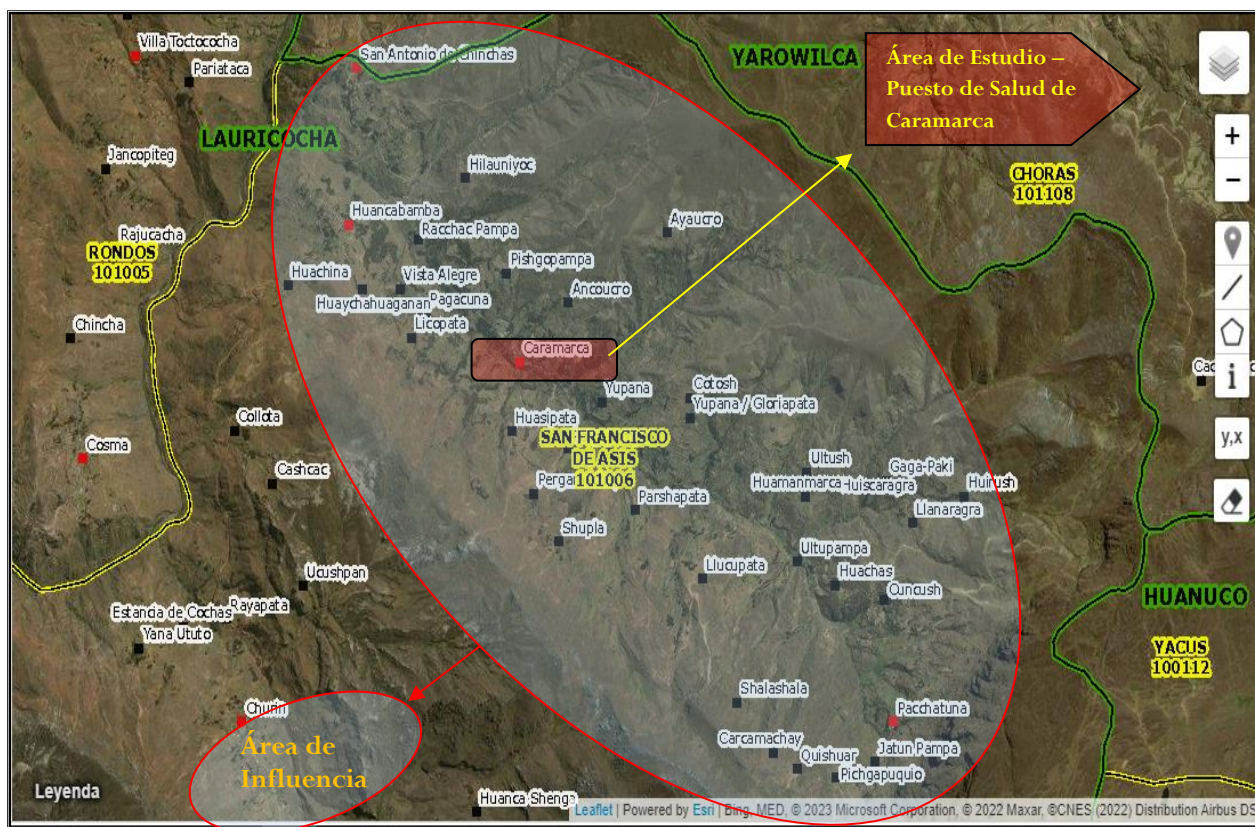 Villa Toctococha
Pariataca
San Antonio de Chinchas
YAROWILCA
Área de Estudio –
Puesto de Salud de
Caramarca
LAURICOCHA
Jancopiteg
Hilauniyoc
CHORAS
101108
Huancabamba
Rajucacha
RONDOS
101005
Racchac Pampa
Ayaucro
Huachina
Vista Alegre
Pishgopampa
Huaychahuaganan
Pagacuna
Ancoucro
Chincha
Licopata
Caramarca
Yupana
Cotosh
Yupana / Gloriapata
Collota
Huasipata
SAN FRANCISCO
DE ASIS
101006
Cosma
Cashcac
Parshapata
Ultush
Gaga-Paki
Huamanmarca
Huiscaragra
Huirush
Llanaragra
Shupla
Ucushpan
Llucupata
Ultupampa
Huachas
Cuncush
HUANUCO
Estancia de Cochas
Rayapata
Yana Ututo
YACUS
100112
Shalashala
Pacchatuna
Carcamachay
Quishuar
Jatun Pampa
Pichgapuquio
Área de
Influencia
Leyenda
+
−
i
y,x
Leaflet | Powered by Esri | Bing, MED, © 2023 Microsoft Corporation, © 2022 Maxar, ©CNES (2022) Distribution Airbus DS